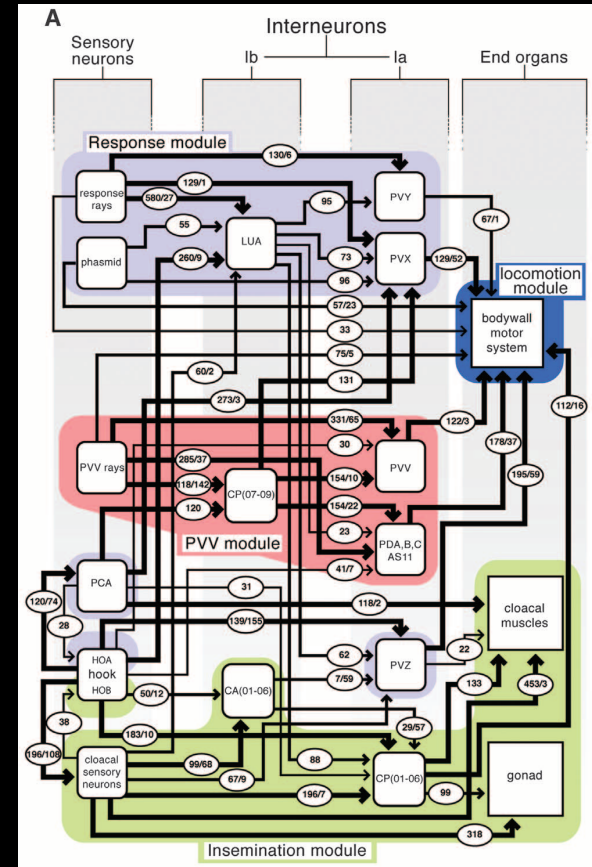 A
Interneurons
Sensory
neurons
Ib
Ia
End organs
Response module
130/6
response
rays
129/1
580/27
95
PVY
67/1
55
LUA
phasmid
260/9
73
PVX
129/52
96
locomotion
module
57/23
33
bodywall
motor
system
75/5
60/2
131
273/3
112/16
331/65
122/3
30
178/37
PVV rays
285/37
PVV
195/59
118/142
CP(07-09)
154/10
120
154/22
PVV module
23
PDA,B,C
AS11
41/7
PCA
31
118/2
cloacal
muscles
120/74
28
139/155
HOA
hook
HOB
62
PVZ
22
50/12
CA(01-06)
7/59
133
453/3
38
183/10
29/57
196/108
cloacal
sensory
neurons
99/68
88
67/9
CP(01-06)
99
gonad
196/7
318
Insemination module